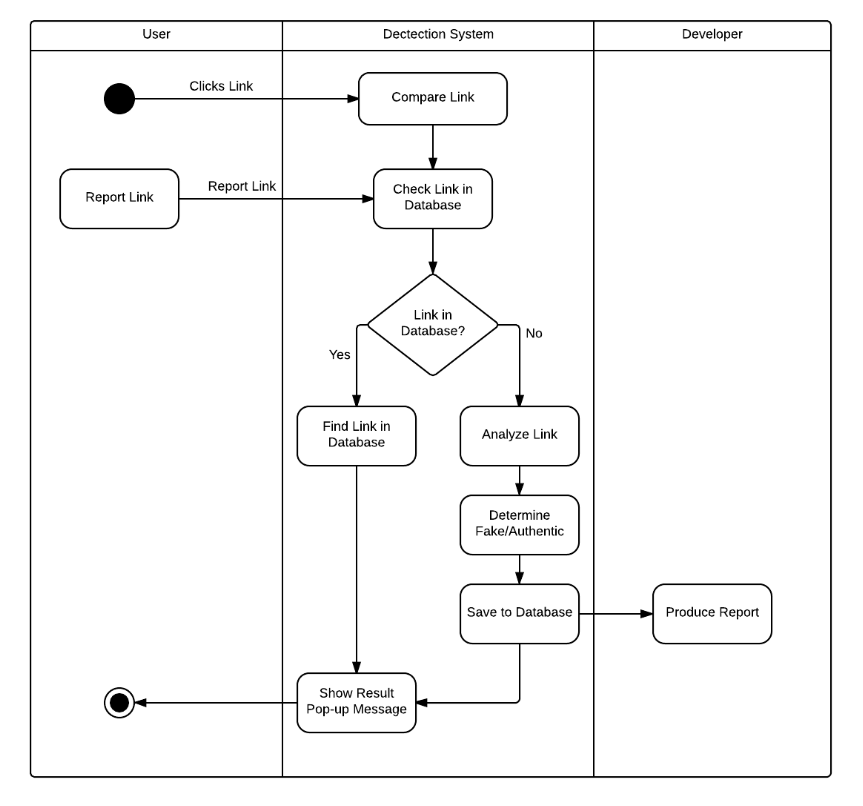 User
Dectection System
Developer
Clicks Link
Compare Link
Report Link
Report Link
Check Link in
Database
Link in
Database?
Yes
No
Find Link in
Database
Analyze Link
Determine
Fake/Authentic
Save to Database
Produce Report
Show Result
Pop-up Message